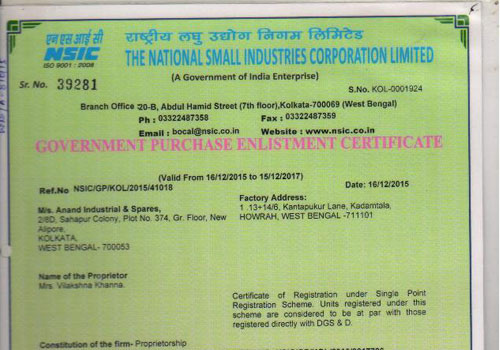 एन एस आई सी
राष्ट्रीय लघु उद्योग निगम लिमिटेड
NSIC
ISO 9001 : 2008
THE NATIONAL SMALL INDUSTRIES CORPORATION LIMITED
(A Government of India Enterprise)
Sr. No. 39281
S.No. KOL-0001924
Branch Office 20-B, Abdul Hamid Street (7th floor),Kolkata-700069 (West Bengal)
Ph : 03322487358 Fax : 03322487359
Email : bocal@nsic.co.in Website : www.nsic.co.in
GOVERNMENT PURCHASE ENLISTMENT CERTIFICATE
(Valid From 16/12/2015 to 15/12/2017)
Ref.No NSIC/GP/KOL/2015/41018
Date: 16/12/2015
M/s. Anand Industrial & Spares,
2/6D, Sahapur Colony, Plot No. 374, Gr. Floor, New
Alipore,
KOLKATA,
WEST BENGAL- 700053
Factory Address:
1 ,13+14/6, Kantapukur Lane, Kadamtala,
HOWRAH, WEST BENGAL -711101
Name of the Proprietor
Mrs. Vilakshna Khanna.
Certificate of Registration under Single Point
Registration Scheme. Units registered under this
scheme are considered to be at par with those
registered directly with DGS & D.
Constitution of the firm- Proprietorship